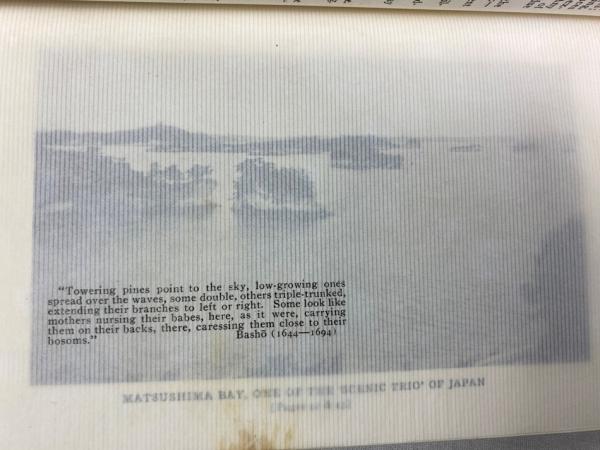 "Towering pines point to the sky, low-growing ones
spread over the waves, some double, others triple-trunked,
extending their branches to left or right. Some look like
mothers nursing their babes, here, as it were, carrying
them on their backs, there, caressing them close to their
bosoms."
Bashō (1644—1694)
MATSUSHIMA BAY, ONE OF THE 'SCENIC TRIO' OF JAPAN